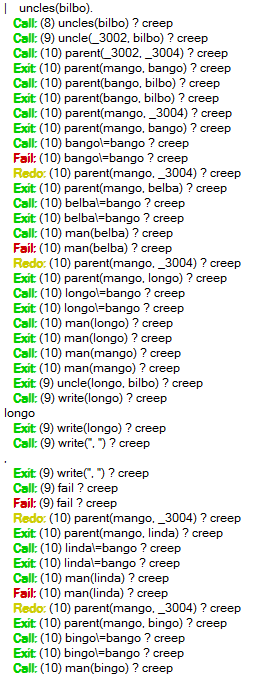 |    uncles(bilbo).
Call: (8) uncles(bilbo) ? creep
Call: (9) uncle(_3002, bilbo) ? creep
Call: (10) parent(_3002, _3004) ? creep
Exit: (10) parent(mango, bango) ? creep
Call: (10) parent(bango, bilbo) ? creep
Exit: (10) parent(bango, bilbo) ? creep
Call: (10) parent(mango, _3004) ? creep
Exit: (10) parent(mango, bango) ? creep
Call: (10) bango\=bango ? creep
Fail: (10) bango\=bango ? creep
Redo: (10) parent(mango, _3004) ? creep
Exit: (10) parent(mango, belba) ? creep
Call: (10) belba\=bango ? creep
Exit: (10) belba\=bango ? creep
Call: (10) man(belba) ? creep
Fail: (10) man(belba) ? creep
Redo: (10) parent(mango, _3004) ? creep
Exit: (10) parent(mango, longo) ? creep
Call: (10) longo\=bango ? creep
Exit: (10) longo\=bango ? creep
Call: (10) man(longo) ? creep
Exit: (10) man(longo) ? creep
Call: (10) man(mango) ? creep
Exit: (10) man(mango) ? creep
Exit: (9) uncle(longo, bilbo) ? creep
Call: (9) write(longo) ? creep
longo
Exit: (9) write(longo) ? creep
Call: (9) write(", ") ? creep
,
Exit: (9) write(", ") ? creep
Call: (9) fail ? creep
Fail: (9) fail ? creep
Redo: (10) parent(mango, _3004) ? creep
Exit: (10) parent(mango, linda) ? creep
Call: (10) linda\=bango ? creep
Exit: (10) linda\=bango ? creep
Call: (10) man(linda) ? creep
Fail: (10) man(linda) ? creep
Redo: (10) parent(mango, _3004) ? creep
Exit: (10) parent(mango, bingo) ? creep
Call: (10) bingo\=bango ? creep
Exit: (10) bingo\=bango ? creep
Call: (10) man(bingo) ? creep